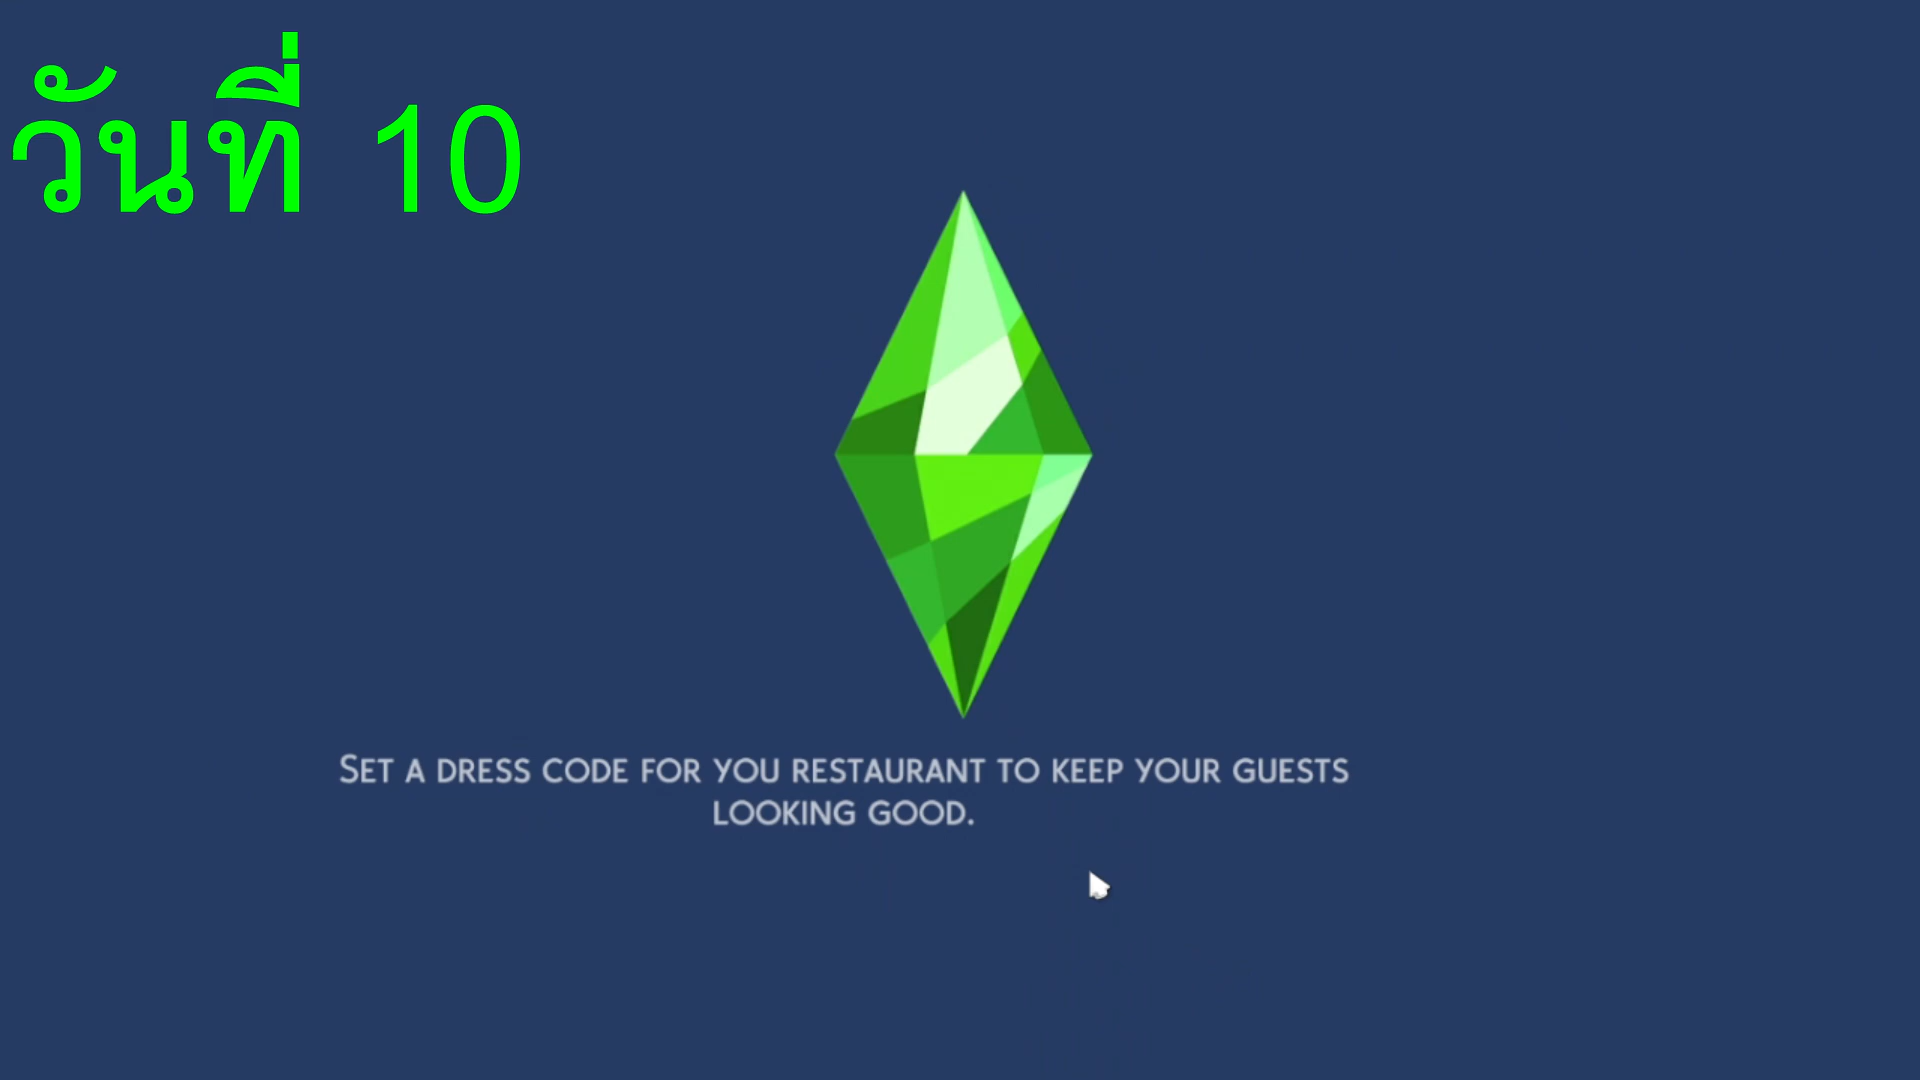 วันที่ 10
SET A DRESS CODE FOR YOU RESTAURANT TO KEEP YOUR GUESTS
LOOKING GOOD.